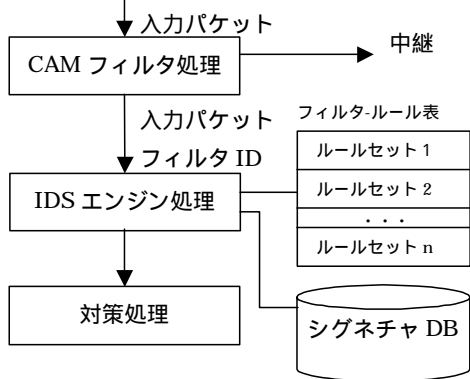 入力パケット
CAM フィルタ処理
中継
入力パケット
フィルタ ID
フィルタ-ルール表
ルールセット 1
IDS エンジン処理
ルールセット 2
・・・
ルールセット n
対策処理
シグネチャ DB